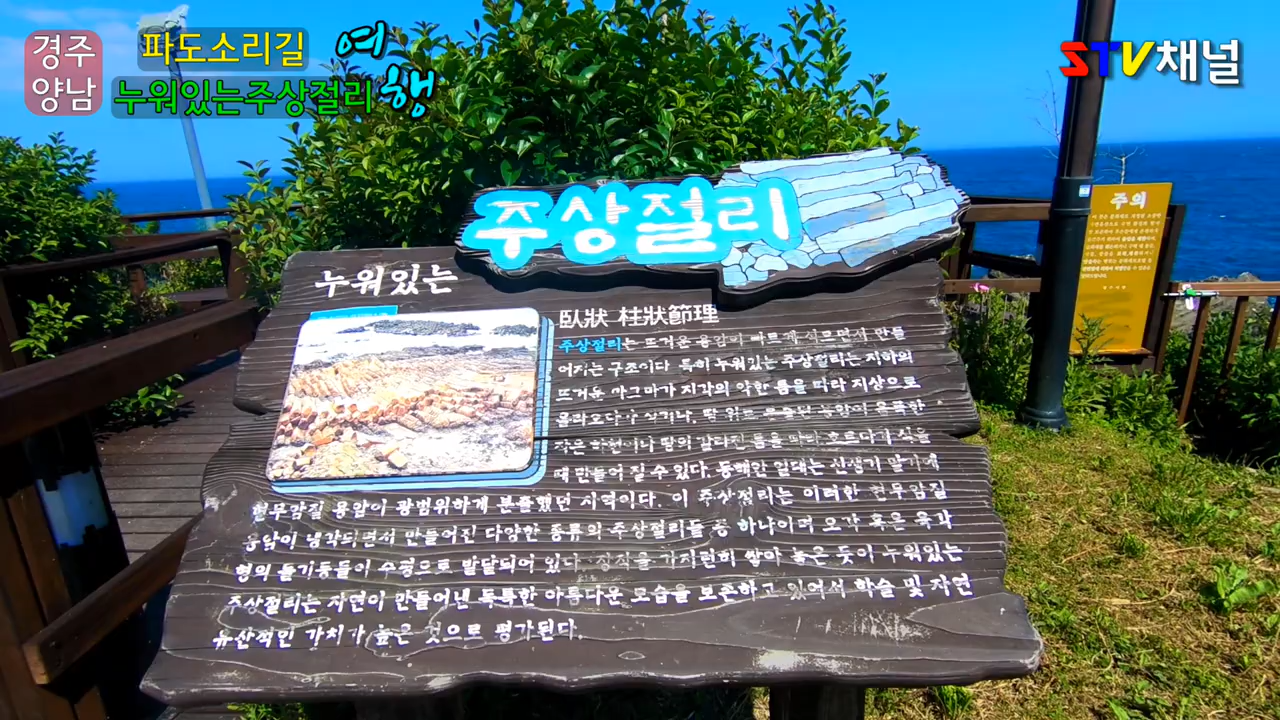 경주
양남
파도소리길
누워있는주상절리
여
행
STV채널
주의
주상절리
누워있는
臥狀 柱狀節理
주상절리는 뜨거운 용암이 빠르게 식으면서 만들
어지는 구조이다. 특히 누워있는 주상절리는 지하의
뜨거운 마그마가 지각의 약한 틈을 따라 지상으로
올라오다가 식거나, 땅 위로 분출된 용암이
작은 하천이나 땅의 갈라진 틈을 따라 흐르다가 식을
때 만들어 질 수 있다. 동해안 일대는 신생기 말기에
현무암질 용암이 광범위하게 분출했던 지역이다. 이 주상절리는 이러한 현무암질
용암이 냉각되면서 만들어진 다양한 종류의 주상절리들 중 하나이며 오각 혹은 육각
형의 돌기둥들이 수평으로 발달되어 있다. 장작을 가지런히 쌓아 놓은 듯이 누워있는
주상절리는 자연이 만들어낸 독특한 아름다운 모습을 보존하고 있어서 학술 및 자연
유산적인 가치가 높은 것으로 평가된다.